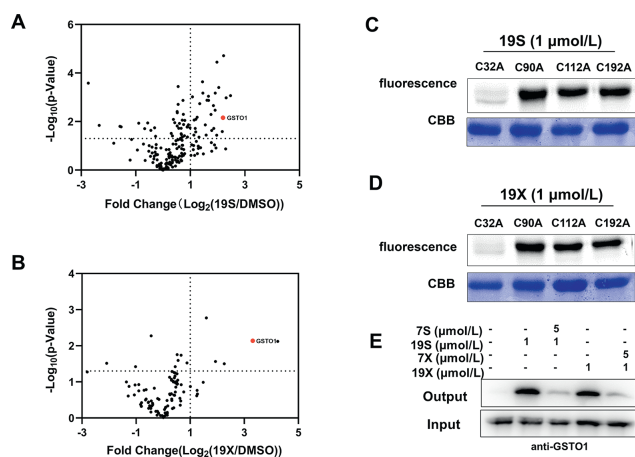 A
6
4
2
0
-Log10(p-Value)
GSTO1
-3 -1 1 3 5
Fold Change(Log2(19S/DMSO))
B
4
3
2
1
0
-Log10(p-Value)
GSTO1
-3 -1 1 3 5
Fold Change(Log2(19X/DMSO))
C
19S (1 μmol/L)
C32A C90A C112A C192A
fluorescence
CBB
D
19X (1 μmol/L)
C32A C90A C112A C192A
fluorescence
CBB
E
7S (μmol/L) - - 5 - -
19S (μmol/L) - 1 1 - -
7X (μmol/L) - - - - 5
19X (μmol/L) - - - 1 1
Output
Input
anti-GSTO1